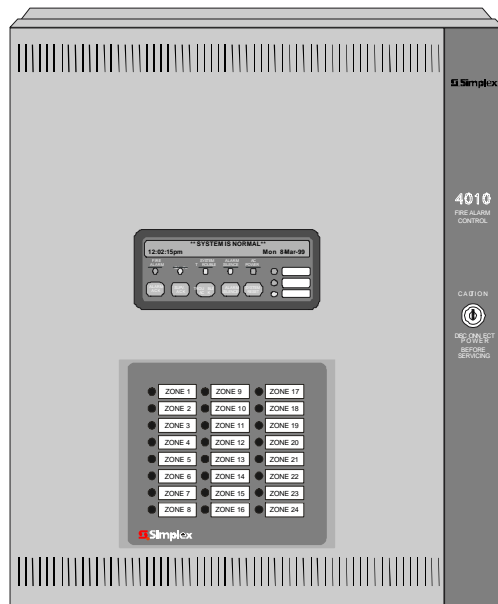 Simplex
4010
FIRE ALARM
CONTROL
** SYSTEM IS NORMAL **
12:02:15pm Mon 8-Mar-99
FIRE ALARM
SYSTEM TROUBLE
ALARM SILENCE
AC POWER
CAUTION
DISCONNECT
POWER
BEFORE
SERVICING
ZONE 1 ZONE 9 ZONE 17
ZONE 2 ZONE 10 ZONE 18
ZONE 3 ZONE 11 ZONE 19
ZONE 4 ZONE 12 ZONE 20
ZONE 5 ZONE 13 ZONE 21
ZONE 6 ZONE 14 ZONE 22
ZONE 7 ZONE 15 ZONE 23
ZONE 8 ZONE 16 ZONE 24
Simplex